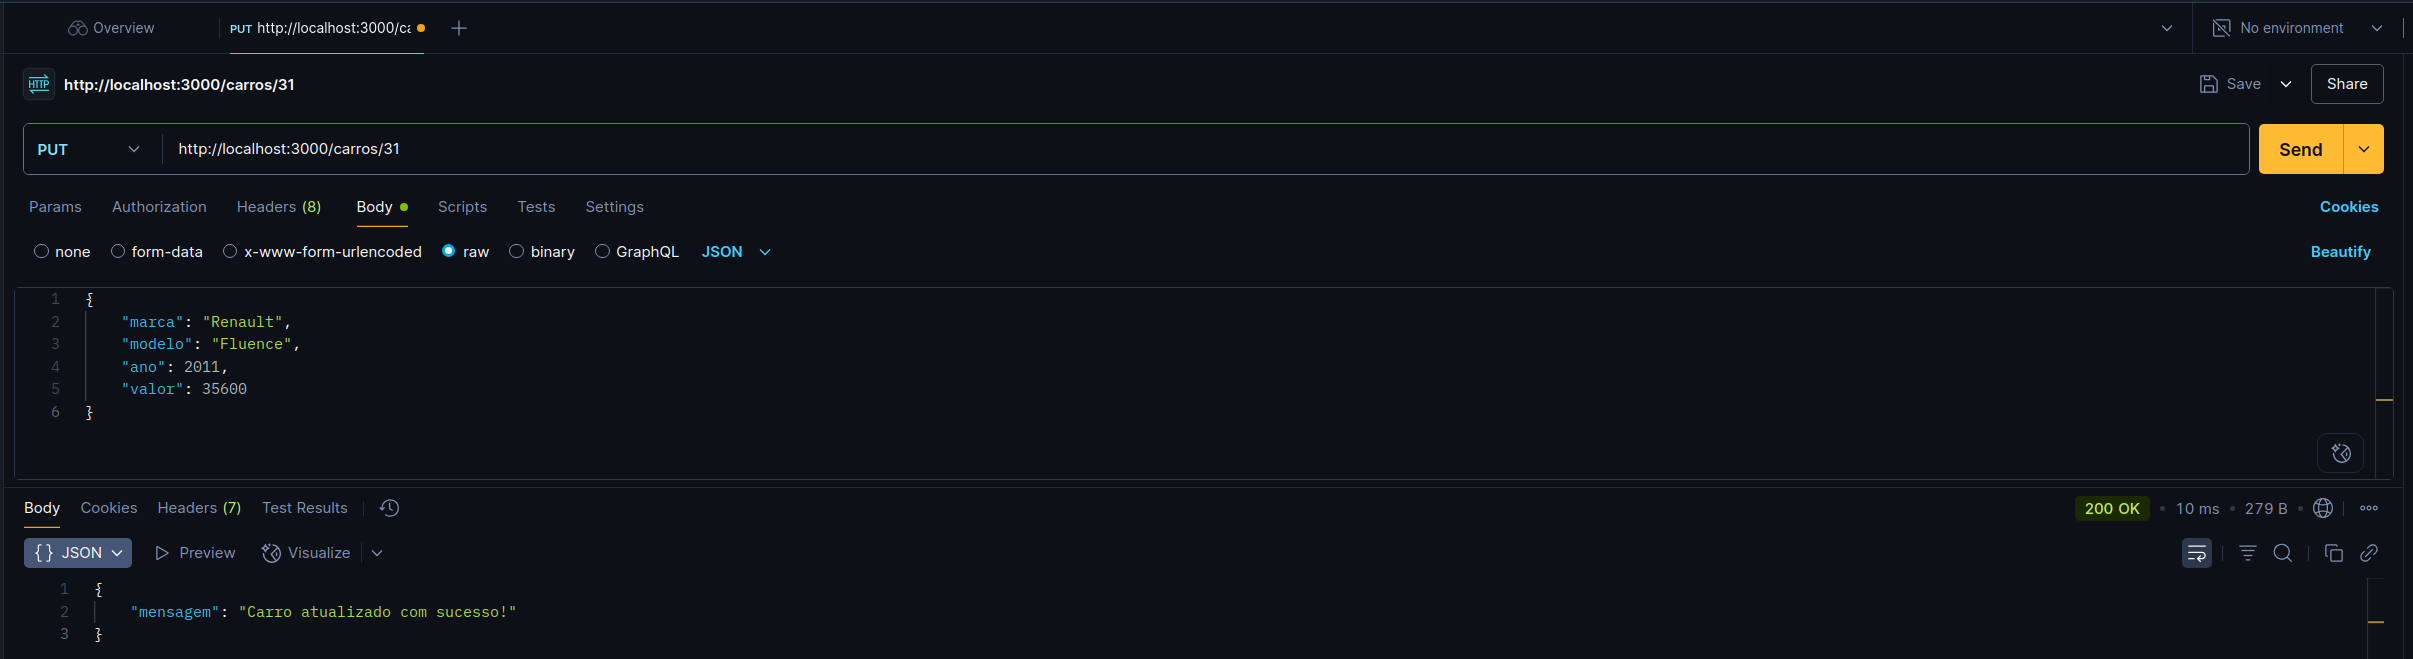 Overview PUT http://localhost:3000/ca No environment
HTTP http://localhost:3000/carros/31 Save Share
PUT http://localhost:3000/carros/31 Send
Params Authorization Headers (8) Body Scripts Tests Settings Cookies
none form-data x-www-form-urlencoded raw binary GraphQL JSON Beautify
1 {
2 "marca": "Renault",
3 "modelo": "Fluence",
4 "ano": 2011,
5 "valor": 35600
6 }
Body Cookies Headers (7) Test Results 200 OK • 10 ms • 279 B •
{} JSON Preview Visualize
1 {
2 "mensagem": "Carro atualizado com sucesso!"
3 }